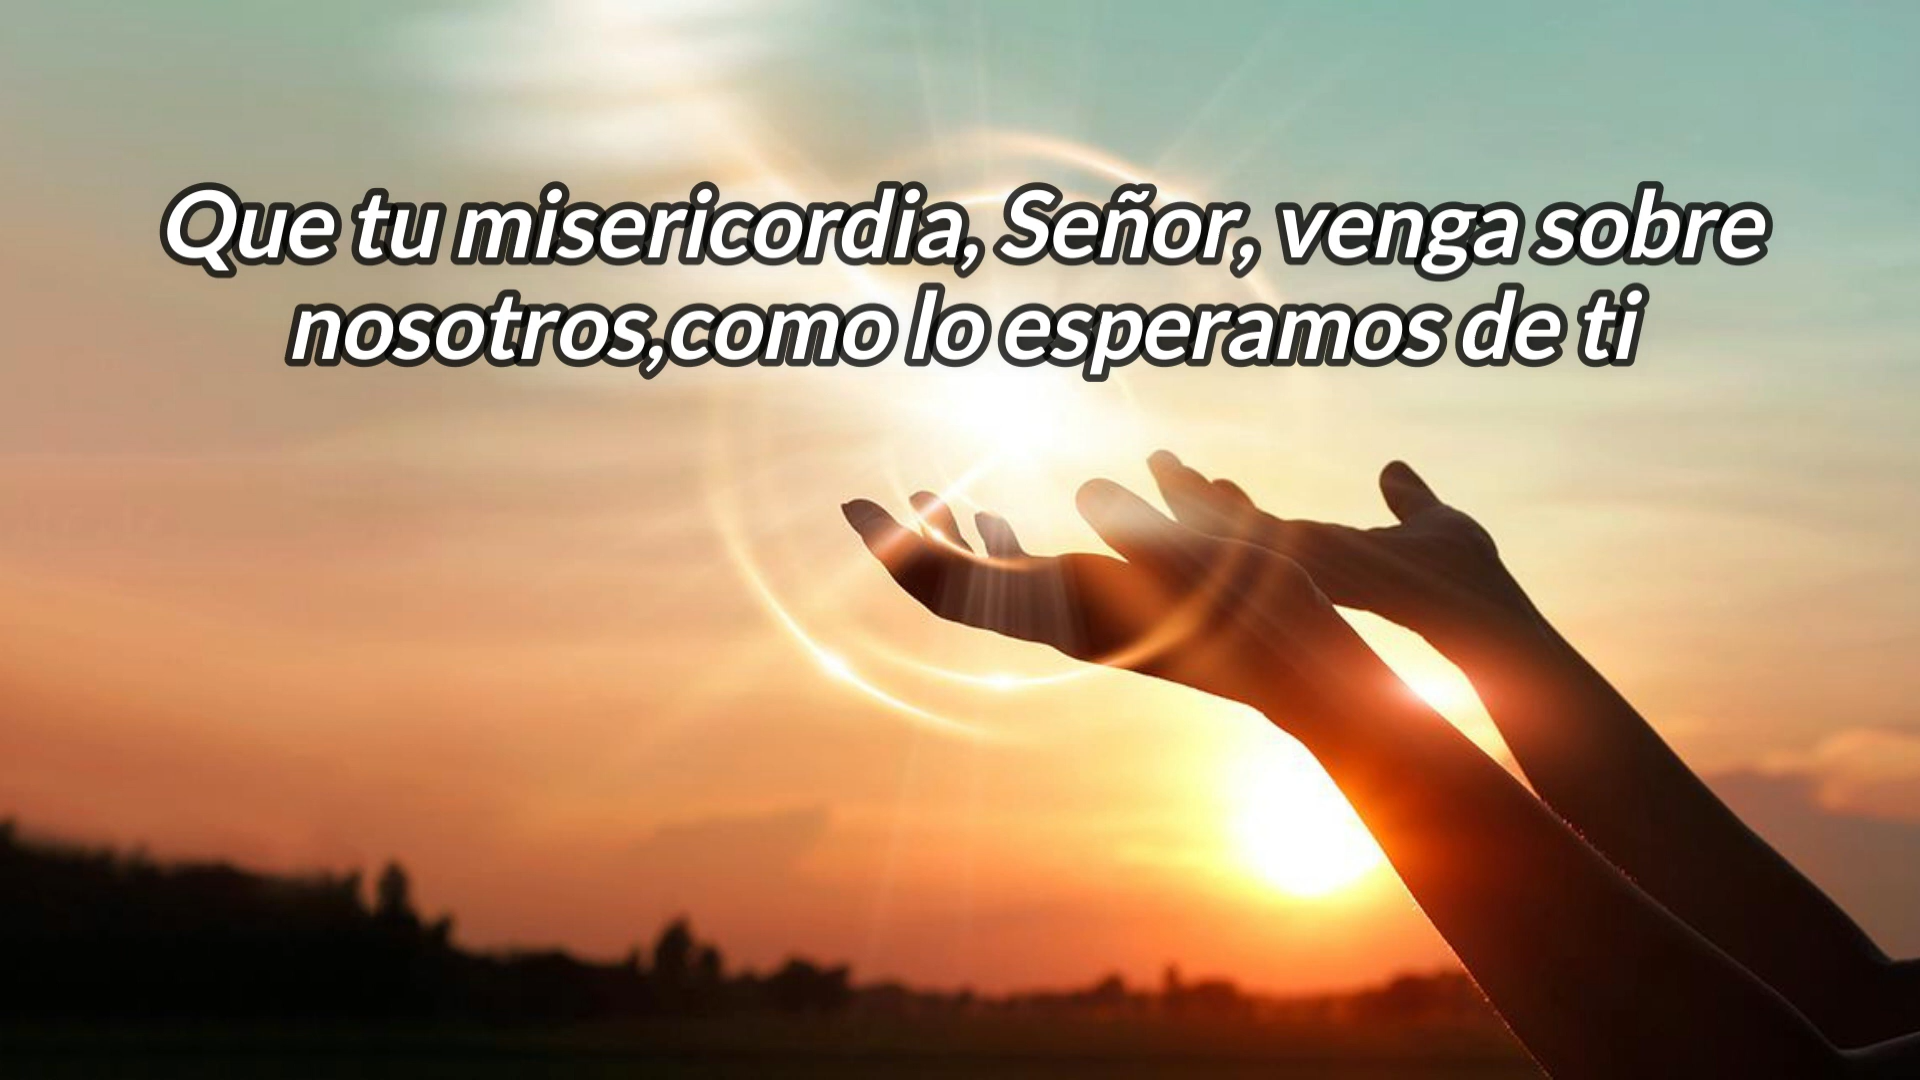 Que tu misericordia, Señor, venga sobre
nosotros,como lo esperamos de ti